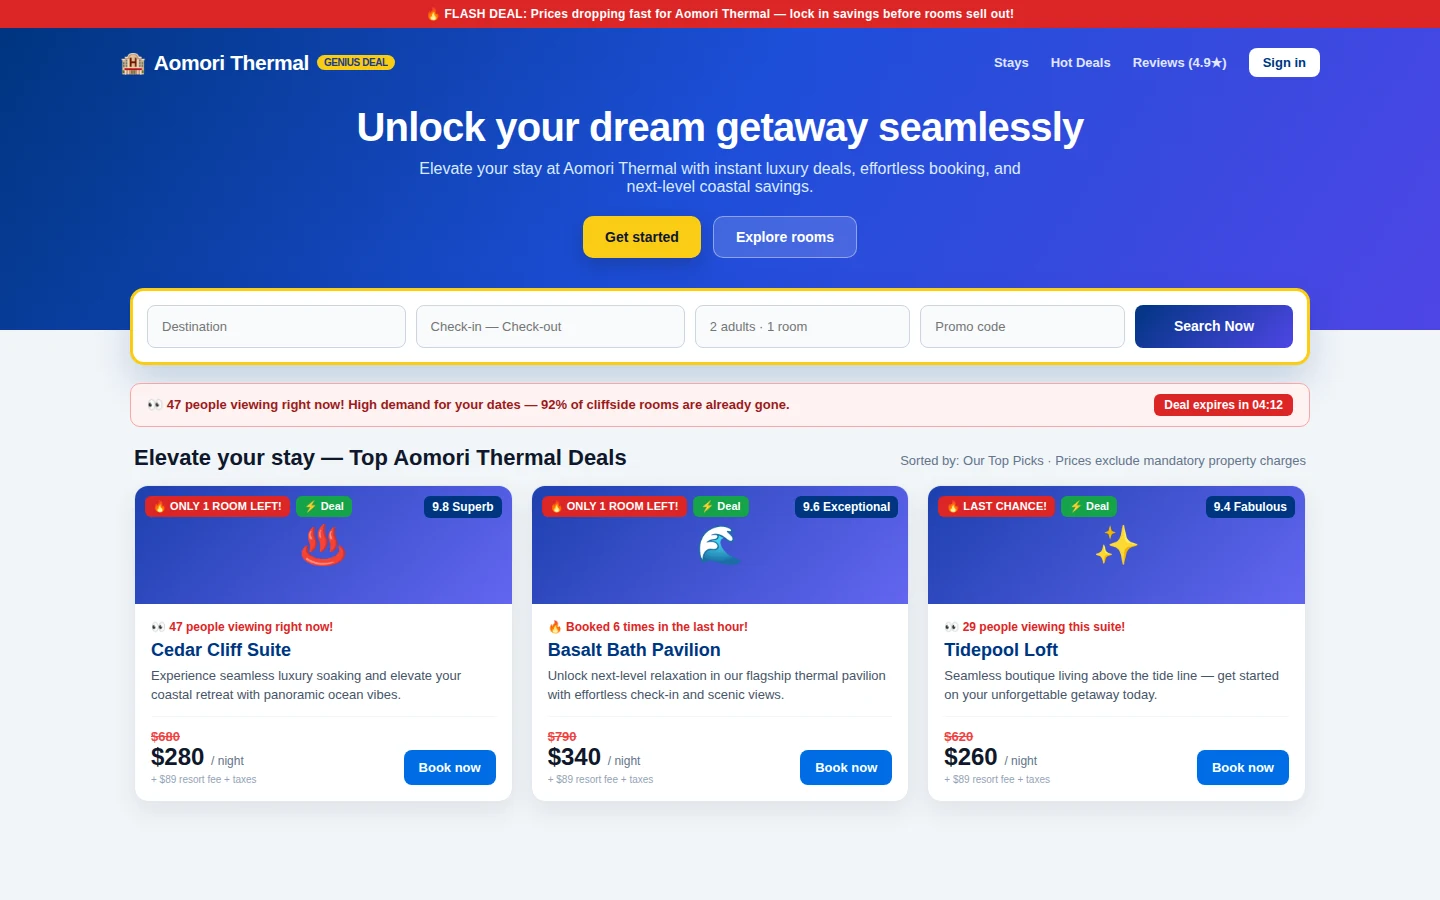 🔥 FLASH DEAL: Prices dropping fast for Aomori Thermal — lock in savings before rooms sell out!
🏨 Aomori Thermal GENIUS DEAL
Stays Hot Deals Reviews (4.9★) Sign in
Unlock your dream getaway seamlessly
Elevate your stay at Aomori Thermal with instant luxury deals, effortless booking, and
next-level coastal savings.
Get started Explore rooms
Destination Check-in — Check-out 2 adults · 1 room Promo code Search Now
👀 47 people viewing right now! High demand for your dates — 92% of cliffside rooms are already gone. Deal expires in 04:12
Elevate your stay — Top Aomori Thermal Deals
Sorted by: Our Top Picks · Prices exclude mandatory property charges
🔥 ONLY 1 ROOM LEFT! ⚡ Deal 9.8 Superb
👀 47 people viewing right now!
Cedar Cliff Suite
Experience seamless luxury soaking and elevate your
coastal retreat with panoramic ocean vibes.
$680
$280 / night
+ $89 resort fee + taxes
Book now
🔥 ONLY 1 ROOM LEFT! ⚡ Deal 9.6 Exceptional
🔥 Booked 6 times in the last hour!
Basalt Bath Pavilion
Unlock next-level relaxation in our flagship thermal pavilion
with effortless check-in and scenic views.
$790
$340 / night
+ $89 resort fee + taxes
Book now
🔥 LAST CHANCE! ⚡ Deal 9.4 Fabulous
👀 29 people viewing this suite!
Tidepool Loft
Seamless boutique living above the tide line — get started
on your unforgettable getaway today.
$620
$260 / night
+ $89 resort fee + taxes
Book now